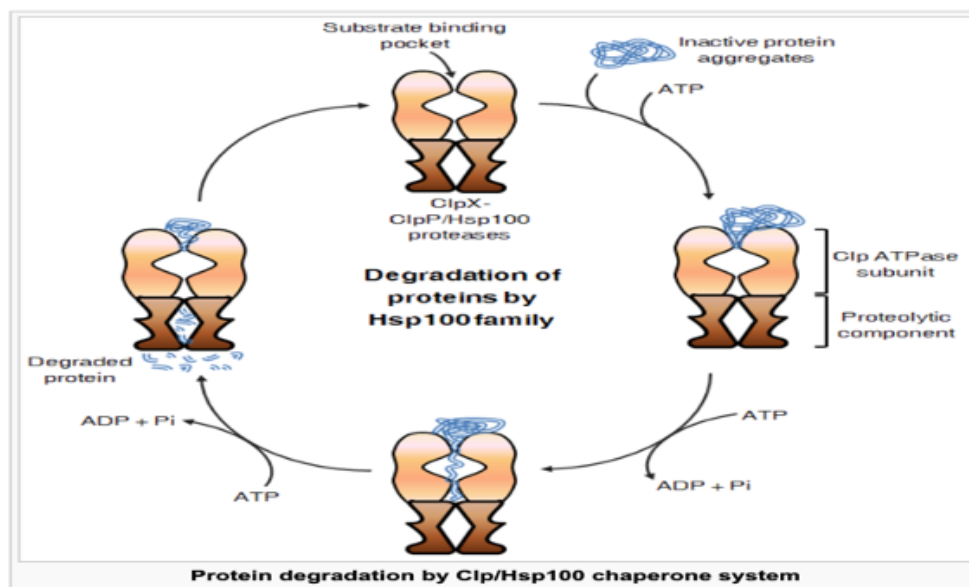 Substrate binding
pocket
Inactive protein
aggregates
ATP
ClpX-
ClpP/Hsp100
proteases
Clp ATPase
subunit
Degradation of
proteins by
Hsp100 family
Proteolytic
component
Degraded
protein
ADP + Pi
ATP
ATP
ADP + Pi
Protein degradation by Clp/Hsp100 chaperone system